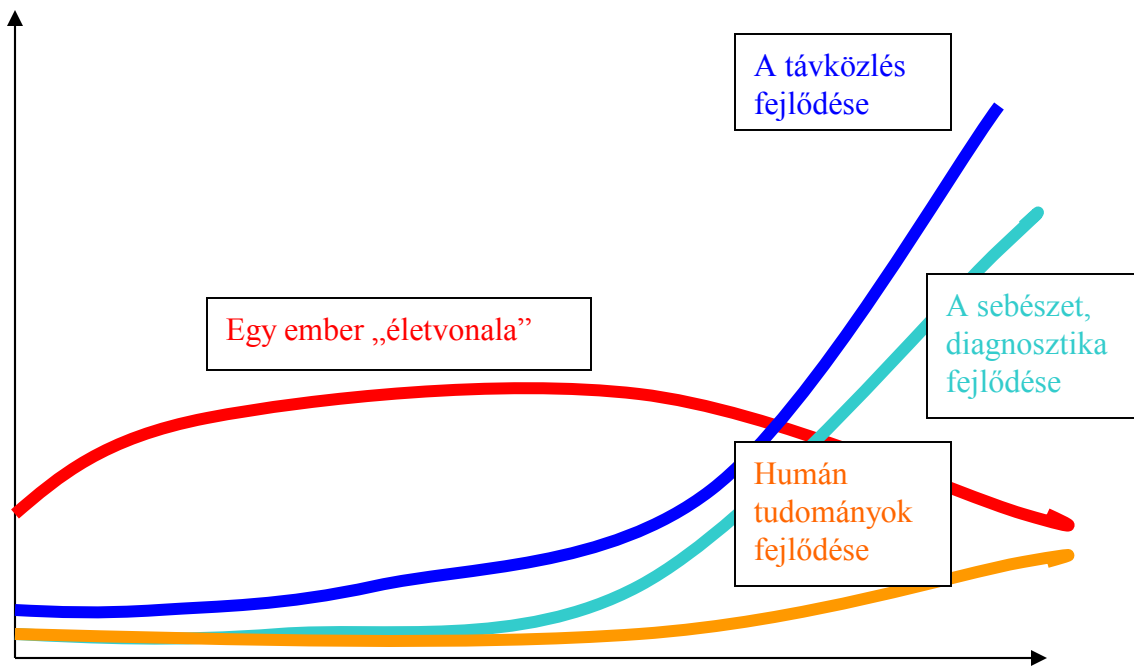 A távközlés
fejlődése
Egy ember „életvonala”
A sebészet,
diagnosztika
fejlődése
Humán
tudományok
fejlődése